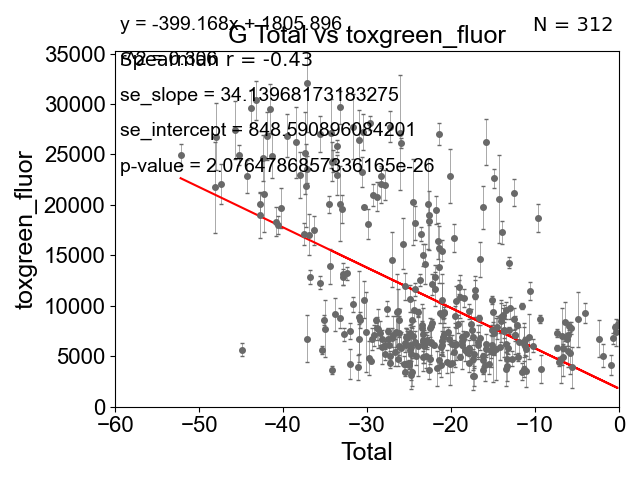 y = -399.168x + 1805.896
N = 312
G Total vs toxgreen_fluor
Spearman r = -0.43
se_slope = 34.13968173183275
se_intercept = 848.590896084201
p-value = 2.0764786857336165e-26
35000
30000
25000
20000
15000
10000
5000
0
toxgreen_fluor
−60
−50
−40
−30
−20
−10
0
Total